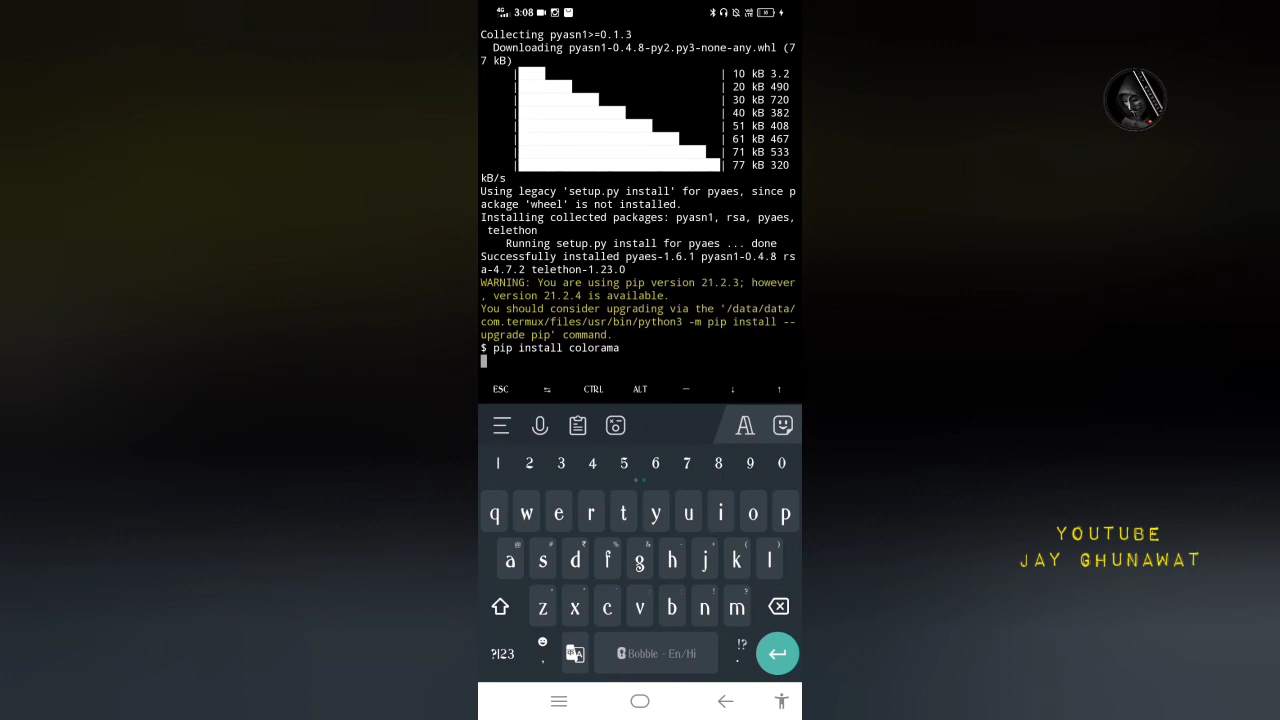 4G 3:08
Collecting pyasn1>=0.1.3
Downloading pyasn1-0.4.8-py2.py3-none-any.whl (7
7 kB)
| 10 kB 3.2
| 20 kB 490
| 30 kB 720
| 40 kB 382
| 51 kB 408
| 61 kB 467
| 71 kB 533
| 77 kB 320
kB/s
Using legacy 'setup.py install' for pyaes, since p
ackage 'wheel' is not installed.
Installing collected packages: pyasn1, rsa, pyaes,
telethon
Running setup.py install for pyaes ... done
Successfully installed pyaes-1.6.1 pyasn1-0.4.8 rs
a-4.7.2 telethon-1.23.0
WARNING: You are using pip version 21.2.3; however
, version 21.2.4 is available.
You should consider upgrading via the '/data/data/
com.termux/files/usr/bin/python3 -m pip install --
upgrade pip' command.
$ pip install colorama
ESC CTRL ALT — ↓ ↑
1 2 3 4 5 6 7 8 9 0
q w e r t y u i o p
a s d f g h j k l
z x c v b n m
?123 , Bobble - En/Hi !? .
YOUTUBE
JAY GHUNAWAT